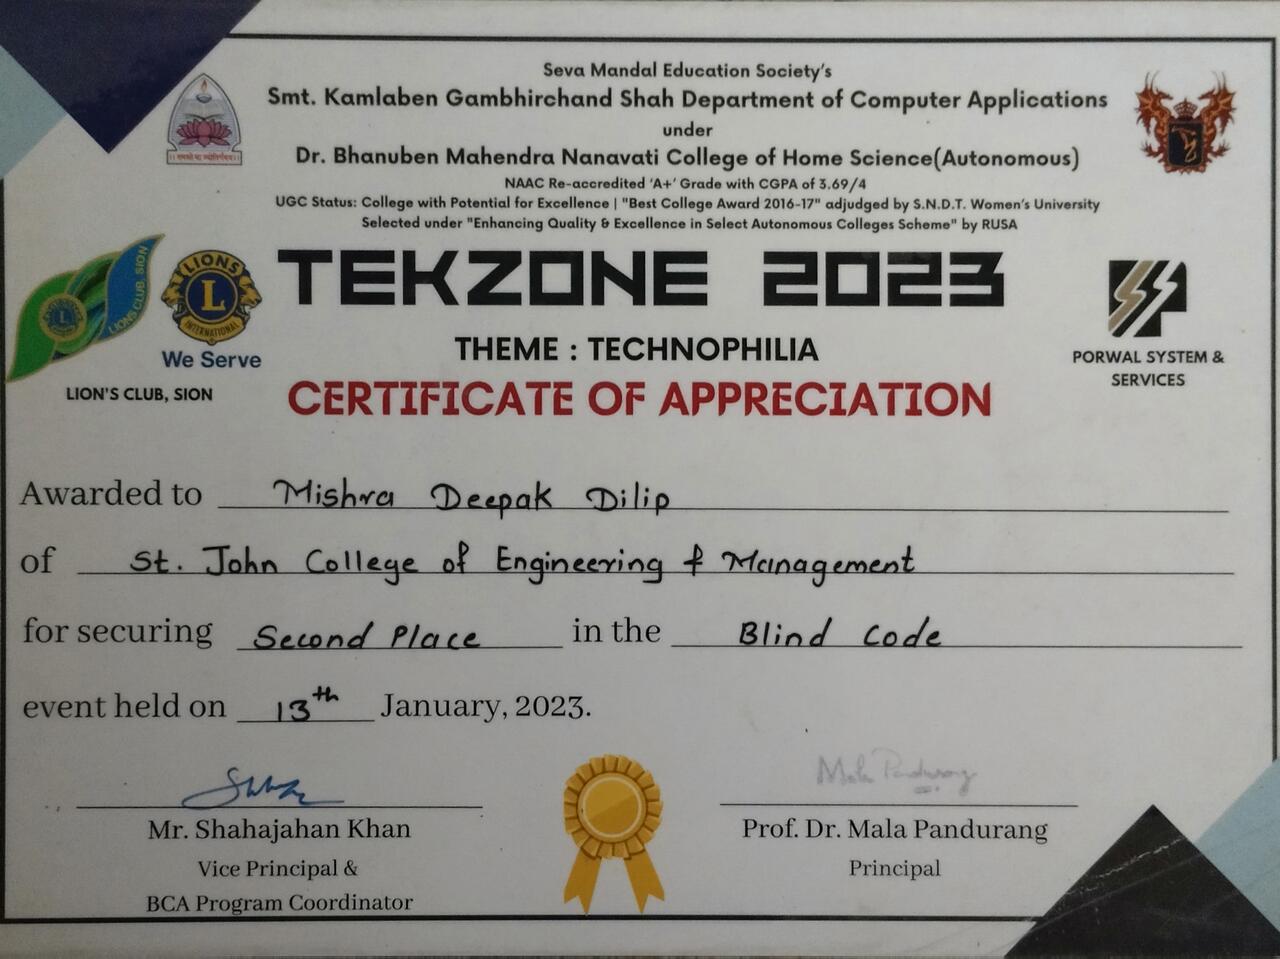 Seva Mandal Education Society's
Smt. Kamlaben Gambhirchand Shah Department of Computer Applications
under
Dr. Bhanuben Mahendra Nanavati College of Home Science(Autonomous)
NAAC Re-accredited 'A+' Grade with CGPA of 3.69/4
UGC Status: College with Potential for Excellence | "Best College Award 2016-17" adjudged by S.N.D.T. Women's University
Selected under "Enhancing Quality & Excellence in Select Autonomous Colleges Scheme" by RUSA
LIONS CLUB, SION
LIONS
L
INTERNATIONAL
We Serve
LION'S CLUB, SION
TEKZONE 2023
THEME : TECHNOPHILIA
CERTIFICATE OF APPRECIATION
PORWAL SYSTEM &
SERVICES
Awarded to Mishra Deepak Dilip
of St. John College of Engineering & Management
for securing Second Place in the Blind Code
event held on 13th January, 2023.
Mala Pandurang
Mr. Shahajahan Khan
Vice Principal &
BCA Program Coordinator
Prof. Dr. Mala Pandurang
Principal